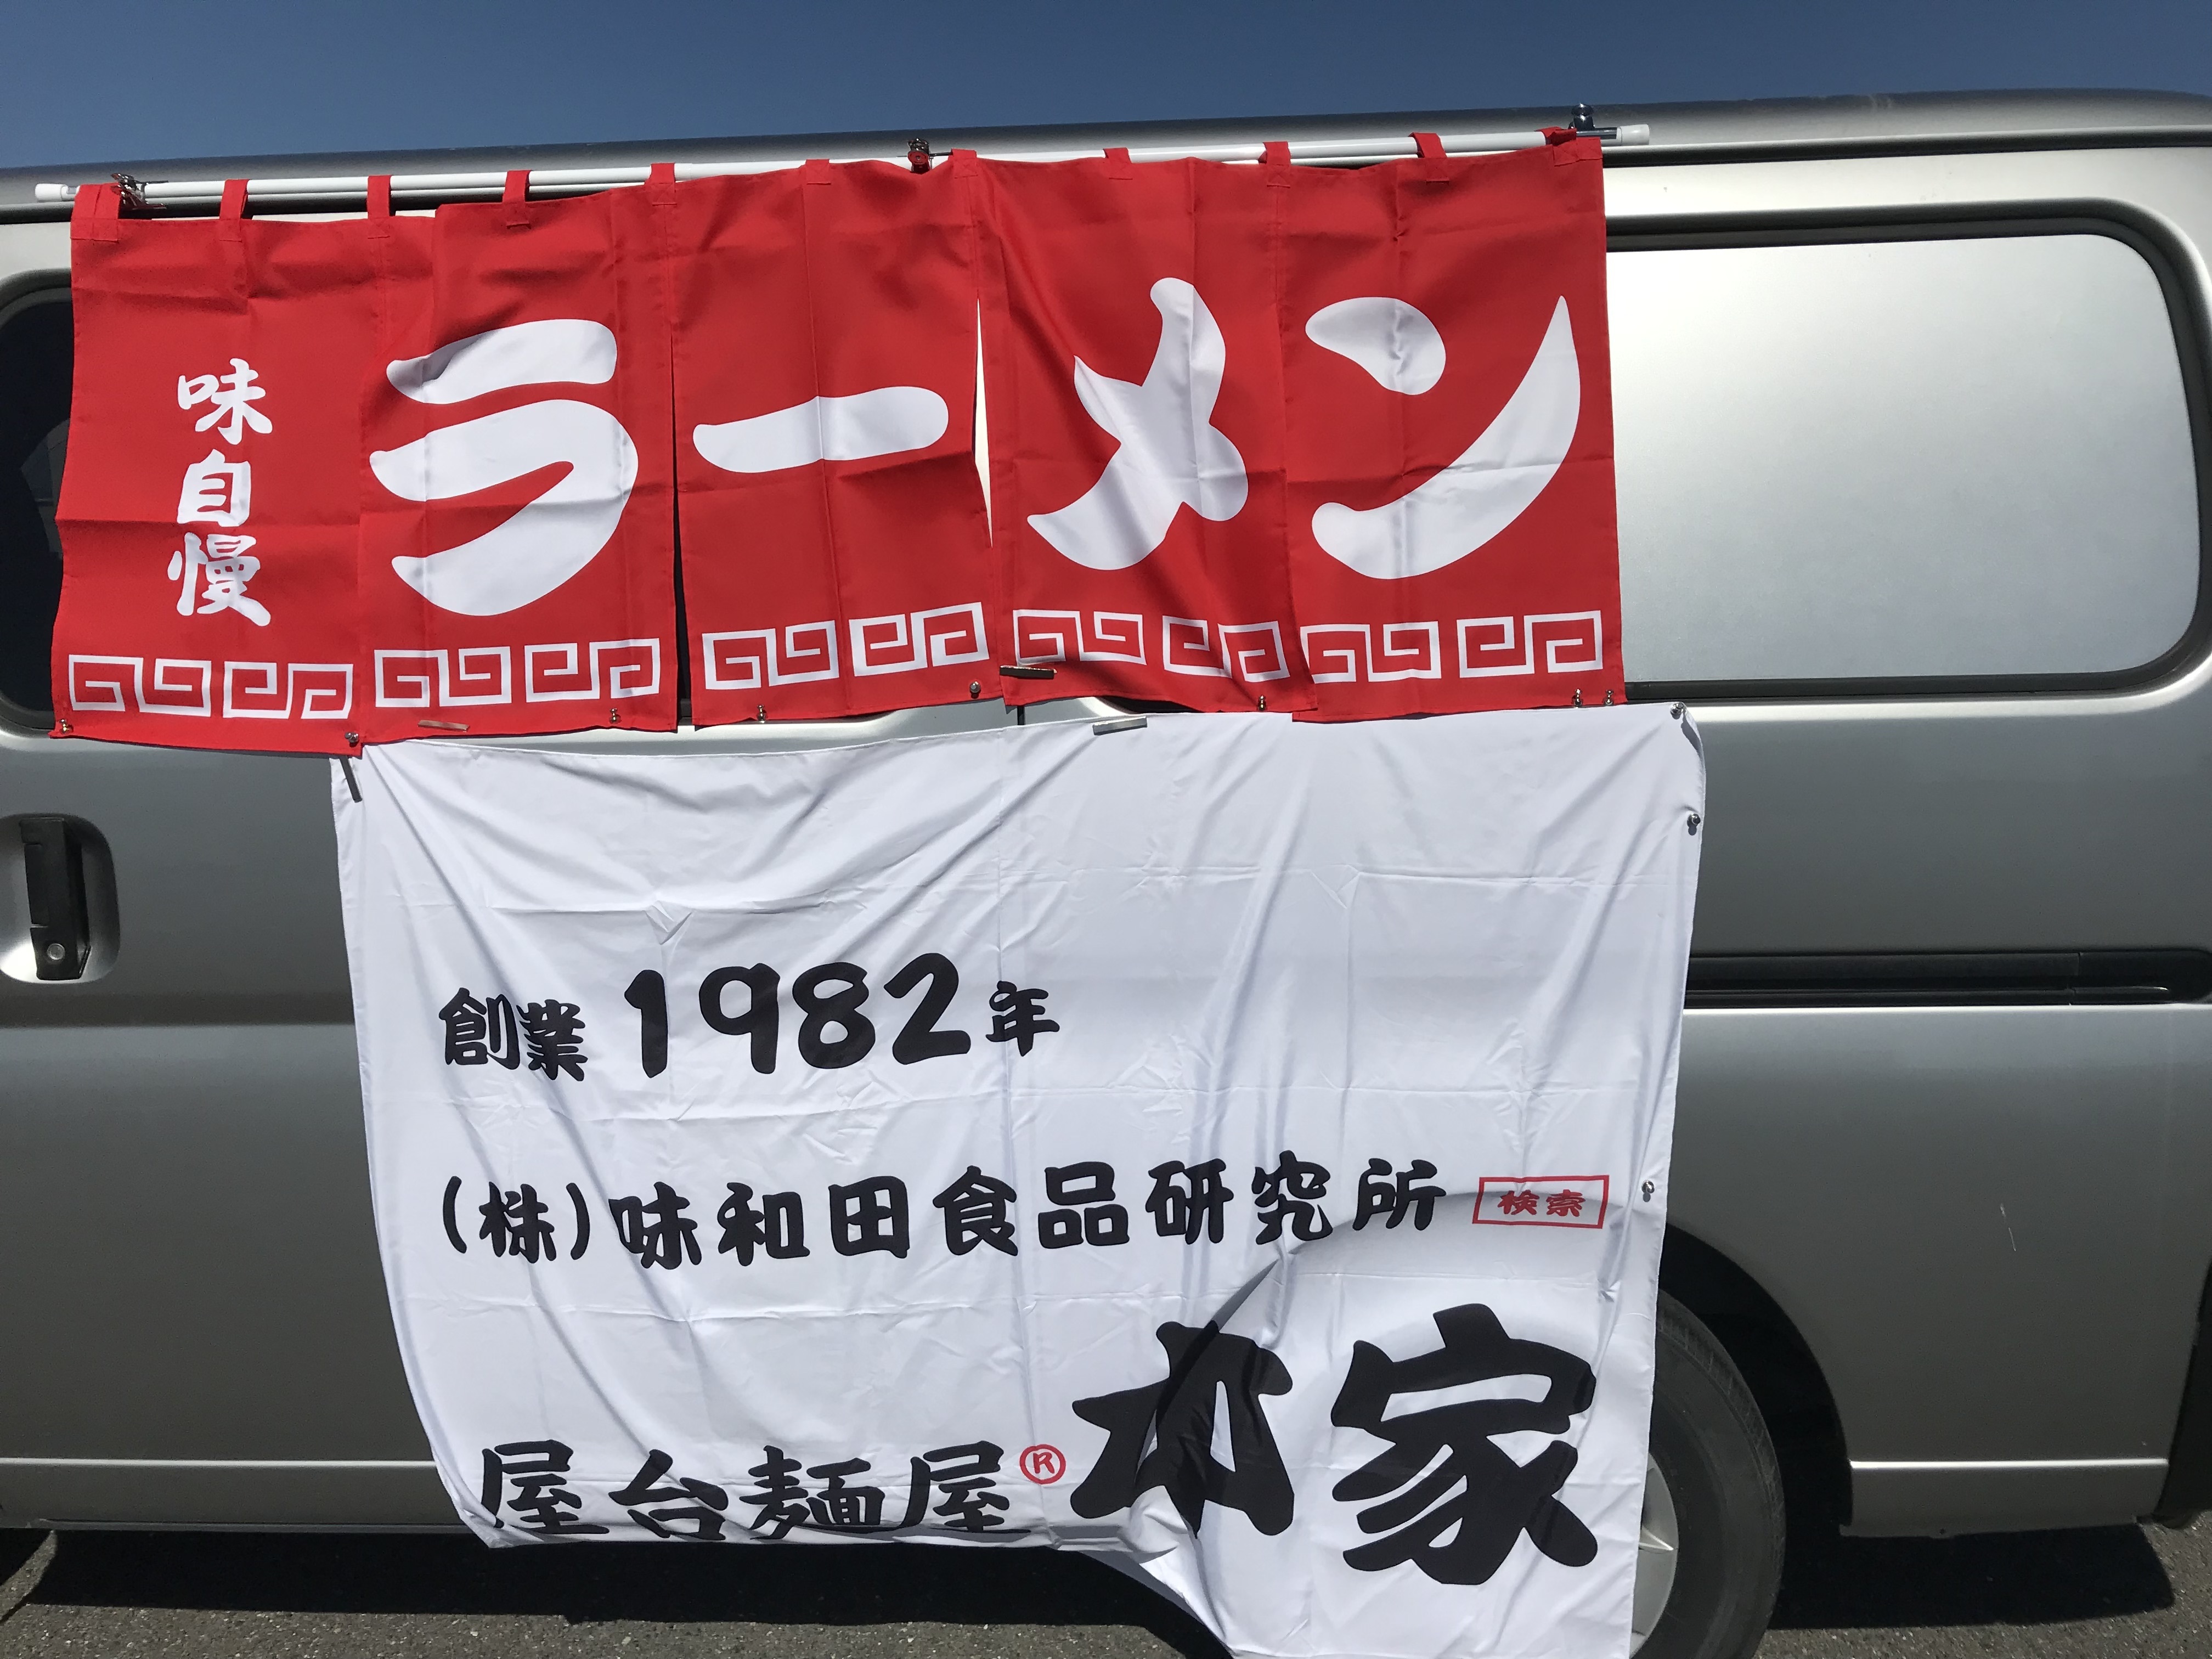 味自慢
ラーメン
創業1982年
(株)味和田食品研究所 検索
屋台麺屋® 本家